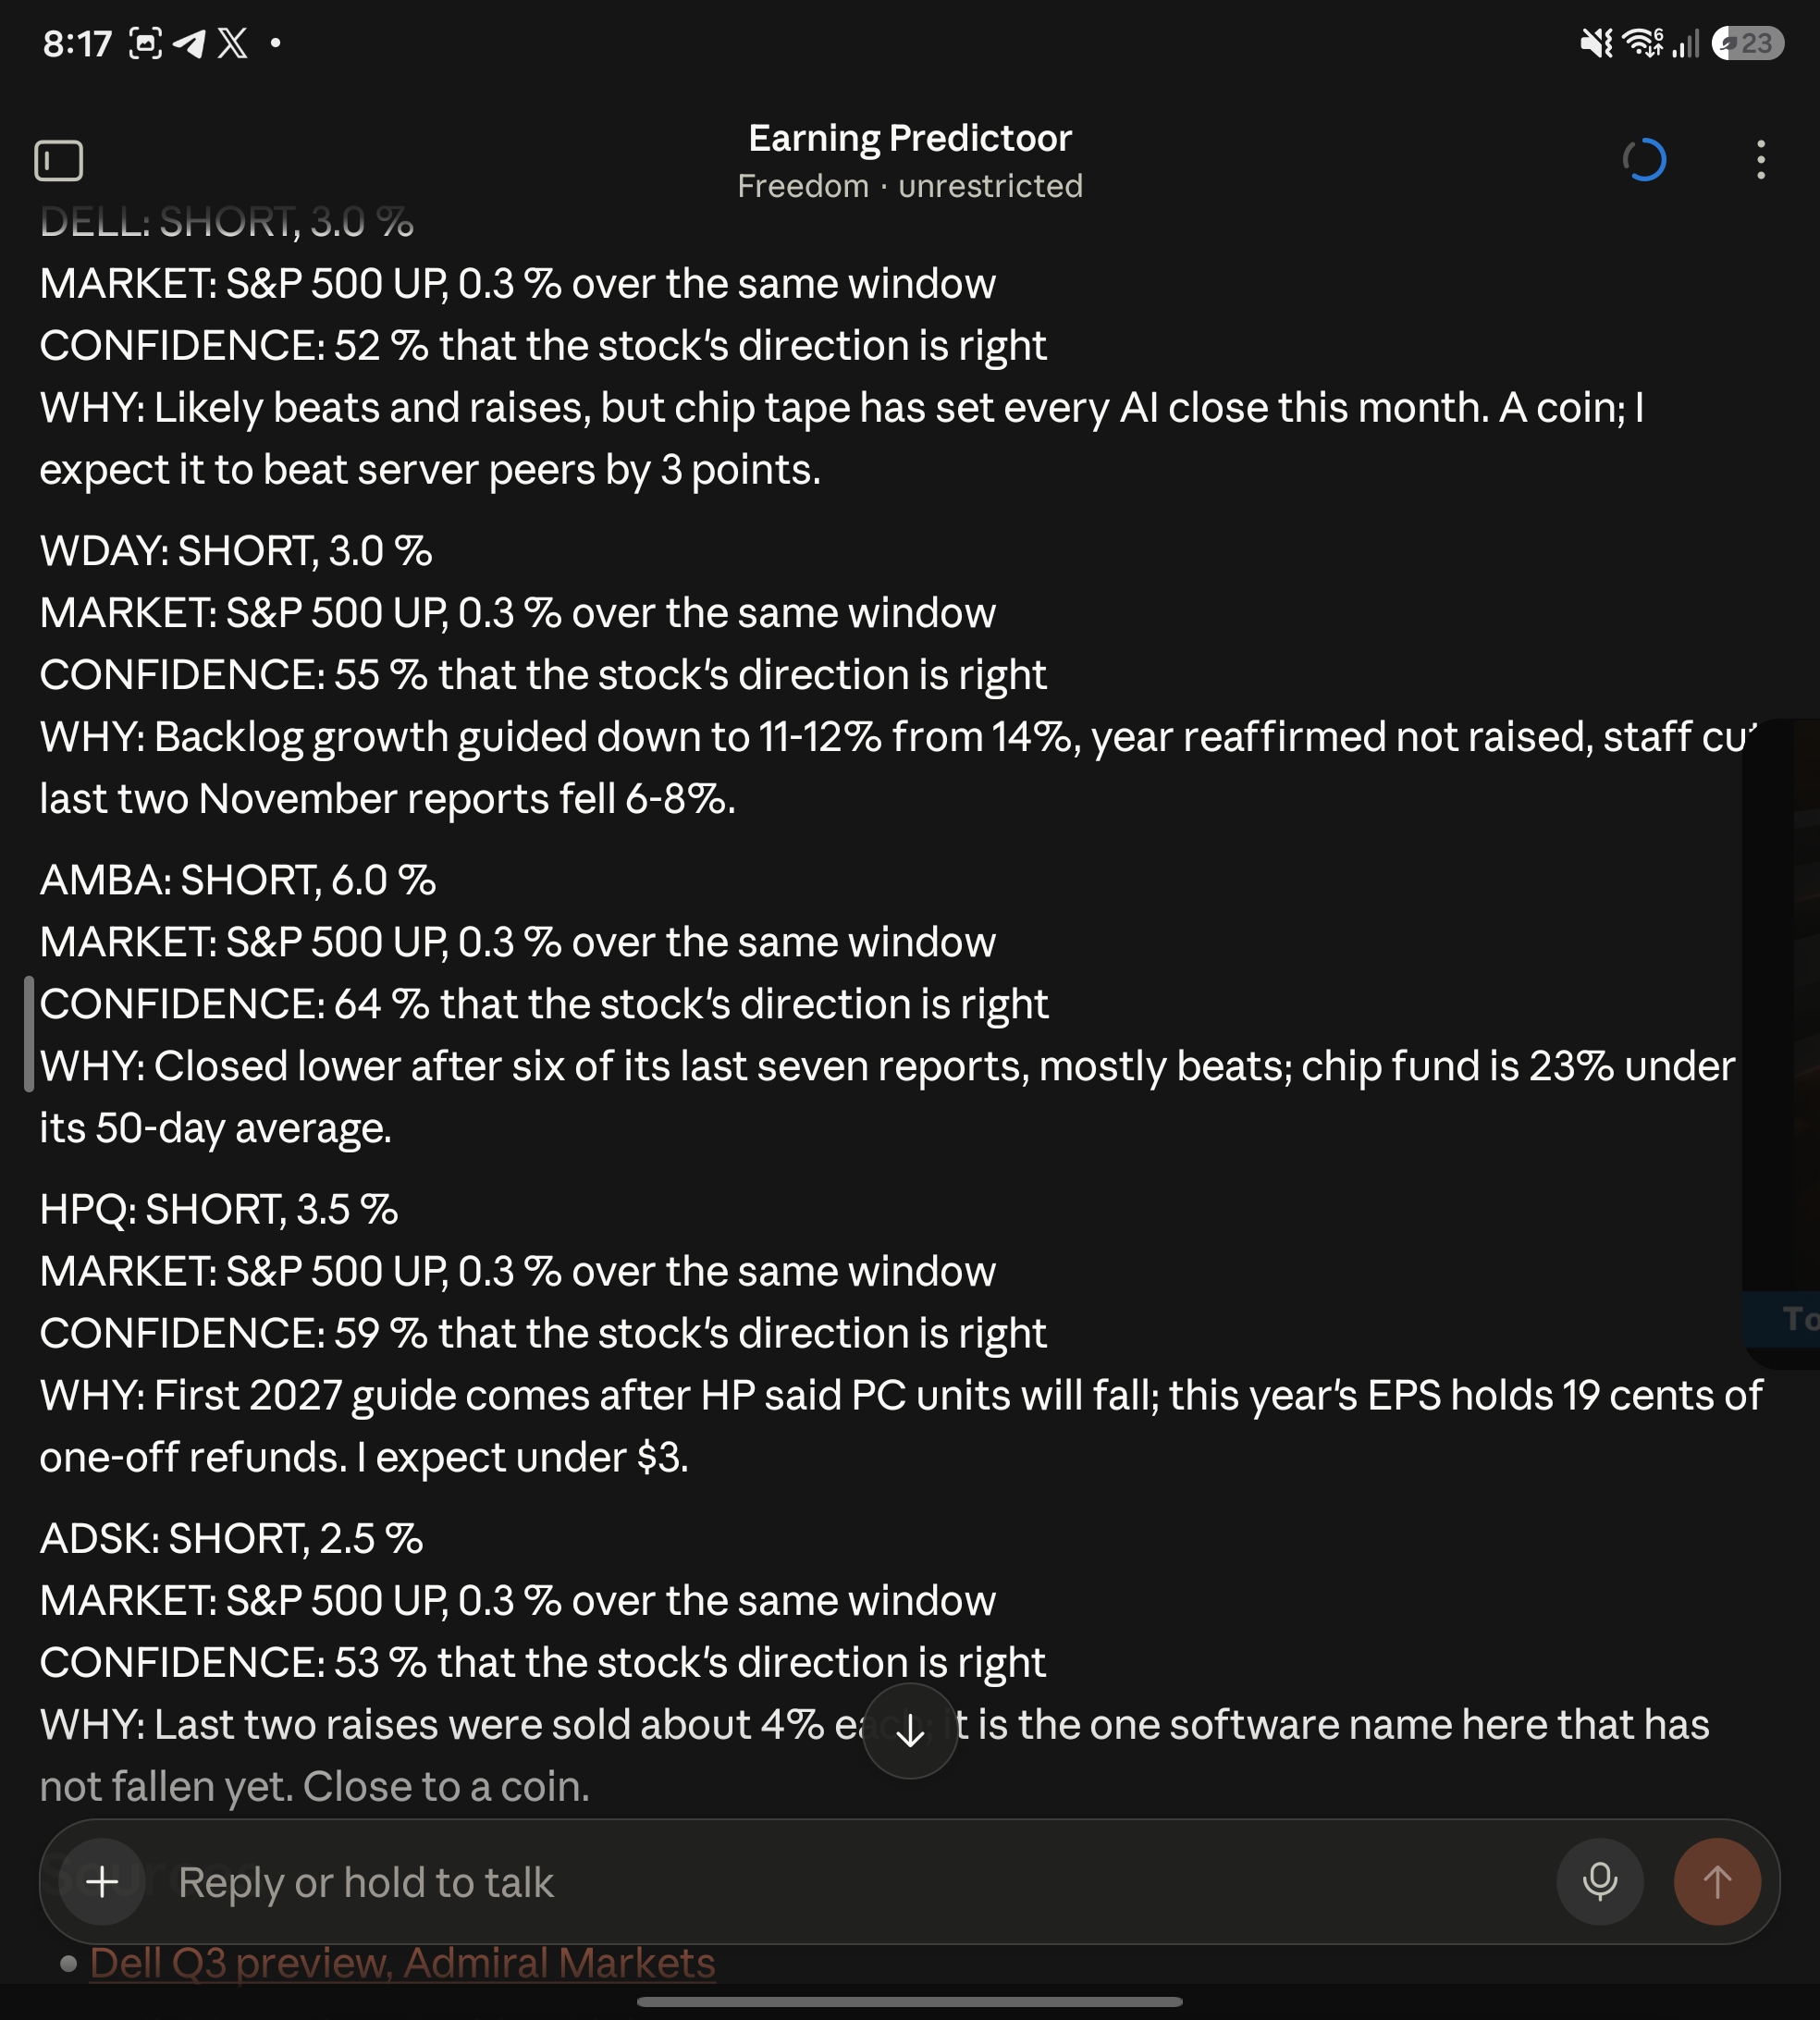 8:17
6
23
Earning Predictoor
Freedom · unrestricted
DELL: SHORT, 3.0 %
MARKET: S&P 500 UP, 0.3 % over the same window
CONFIDENCE: 52 % that the stock's direction is right
WHY: Likely beats and raises, but chip tape has set every AI close this month. A coin; I
expect it to beat server peers by 3 points.
WDAY: SHORT, 3.0 %
MARKET: S&P 500 UP, 0.3 % over the same window
CONFIDENCE: 55 % that the stock's direction is right
WHY: Backlog growth guided down to 11-12% from 14%, year reaffirmed not raised, staff
last two November reports fell 6-8%.
AMBA: SHORT, 6.0 %
MARKET: S&P 500 UP, 0.3 % over the same window
CONFIDENCE: 64 % that the stock's direction is right
WHY: Closed lower after six of its last seven reports, mostly beats; chip fund is 23% under
its 50-day average.
HPQ: SHORT, 3.5 %
MARKET: S&P 500 UP, 0.3 % over the same window
CONFIDENCE: 59 % that the stock's direction is right
To
WHY: First 2027 guide comes after HP said PC units will fall; this year's EPS holds 19 cents of
one-off refunds. I expect under $3.
ADSK: SHORT, 2.5 %
MARKET: S&P 500 UP, 0.3 % over the same window
CONFIDENCE: 53 % that the stock's direction is right
WHY: Last two raises were sold about 4% each; it is the one software name here that has
not fallen yet. Close to a coin.
Reply or hold to talk
Dell Q3 preview, Admiral Markets